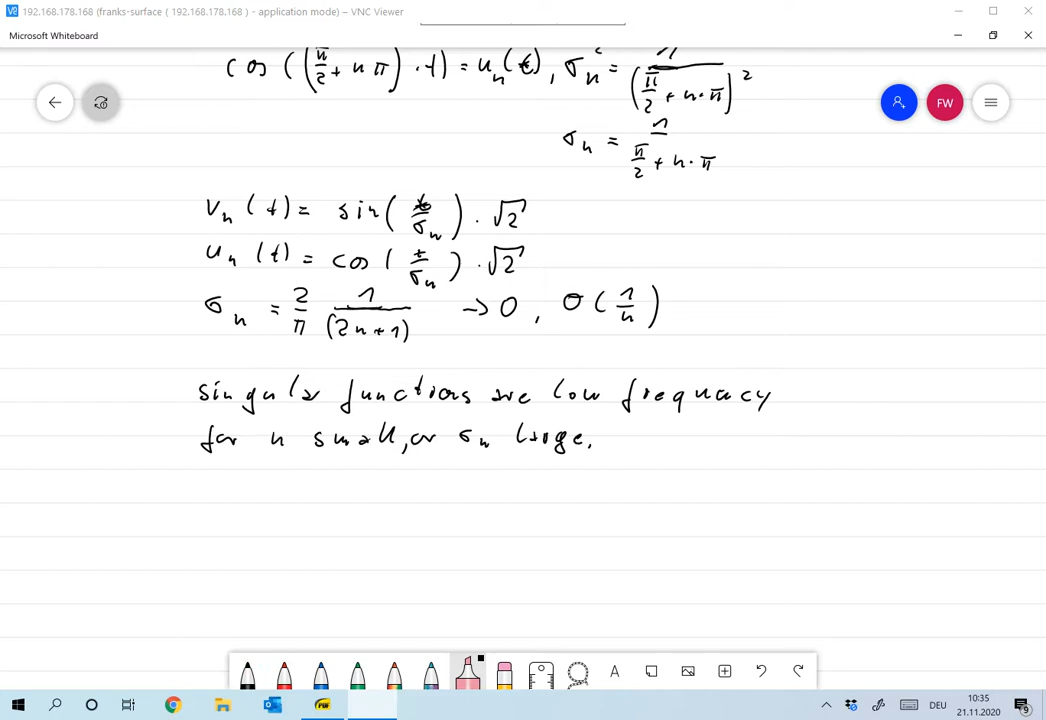 192.168.178.168 (franks-surface ( 192.168.178.168 ) - application mode) – VNC Viewer
Microsoft Whiteboard
cos ((π/2 + n π) · t) = u_n(t), σ_n² = 1/(π/2 + n·π)²
FW
σ_n = 1/(π/2 + n·π)
v_n (t) = sin(t/σ_n) · √2
u_n (t) = cos(t/σ_n) · √2
σ_n = 2/π 1/(2n+1) → 0, O(1/n)
singular functions are low frequency
for n small, or σ_n large.
A
DEU
10:35
21.11.2020
9